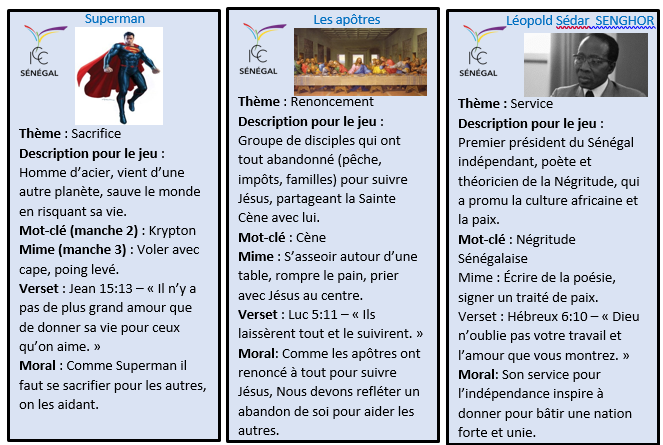 Superman
ICC
SÉNÉGAL
Thème : Sacrifice
Description pour le jeu :
Homme d’acier, vient d’une
autre planète, sauve le monde
en risquant sa vie.
Mot-clé (manche 2) : Krypton
Mime (manche 3) : Voler avec
cape, poing levé.
Verset : Jean 15:13 – « Il n’y a
pas de plus grand amour que
de donner sa vie pour ceux
qu’on aime. »
Moral : Comme Superman il
faut se sacrifier pour les autres,
on les aidant.
Les apôtres
ICC
SÉNÉGAL
Thème : Renoncement
Description pour le jeu :
Groupe de disciples qui ont
tout abandonné (pêche,
impôts, familles) pour suivre
Jésus, partageant la Sainte
Cène avec lui.
Mot-clé : Cène
Mime : S’asseoir autour d’une
table, rompre le pain, prier
avec Jésus au centre.
Verset : Luc 5:11 – « Ils
laissèrent tout et le suivirent. »
Moral: Comme les apôtres ont
renoncé à tout pour suivre
Jésus, Nous devons refléter un
abandon de soi pour aider les
autres.
Léopold Sédar SENGHOR
ICC
SÉNÉGAL
Thème : Service
Description pour le jeu :
Premier président du Sénégal
indépendant, poète et
théoricien de la Négritude, qui
a promu la culture africaine et
la paix.
Mot-clé : Négritude
Sénégalaise
Mime : Écrire de la poésie,
signer un traité de paix.
Verset : Hébreux 6:10 – « Dieu
n’oublie pas votre travail et
l’amour que vous montrez. »
Moral: Son service pour
l’indépendance inspire à
donner pour bâtir une nation
forte et unie.